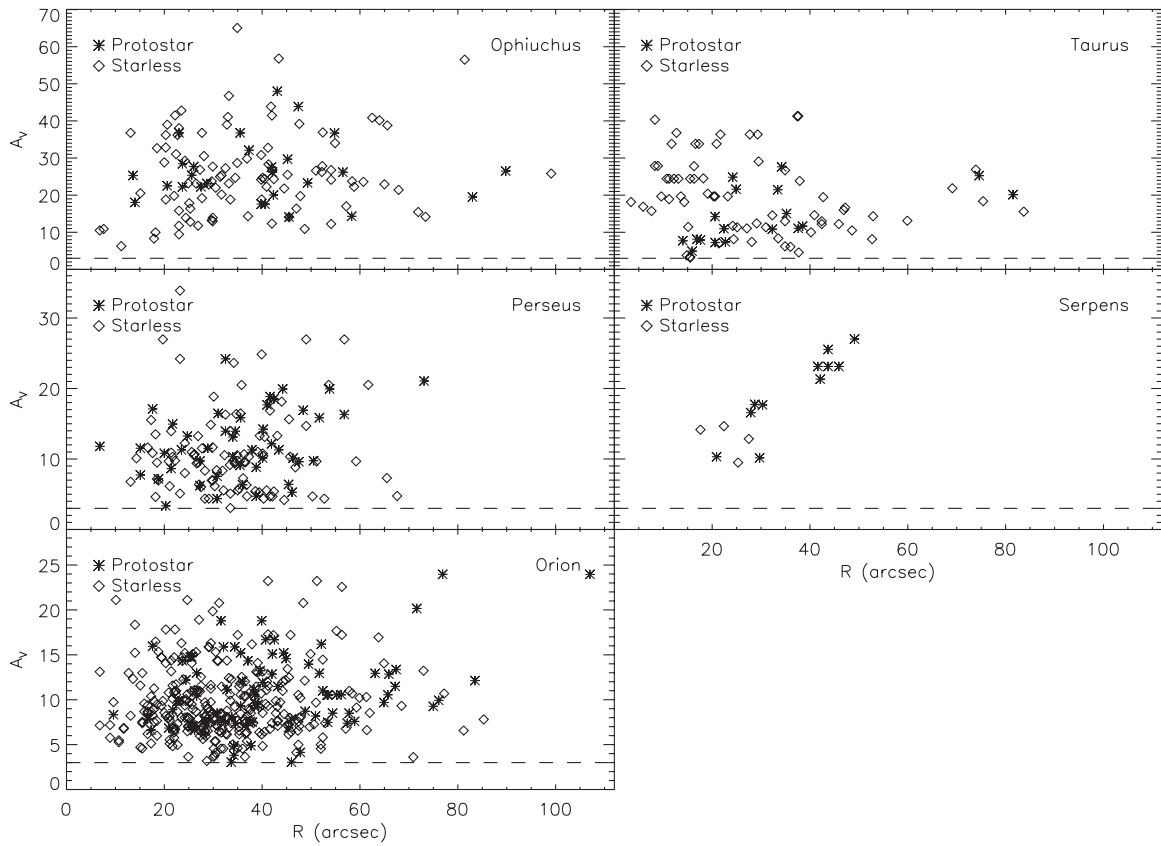 70
60
50
40
30
20
10
0
A_V
Protostar
Starless
Ophiuchus
Protostar
Starless
Taurus
30
20
10
0
A_V
Protostar
Starless
Perseus
Protostar
Starless
Serpens
20 40 60 80 100
R (arcsec)
25
20
15
10
5
0
A_V
Protostar
Starless
Orion
0 20 40 60 80 100
R (arcsec)